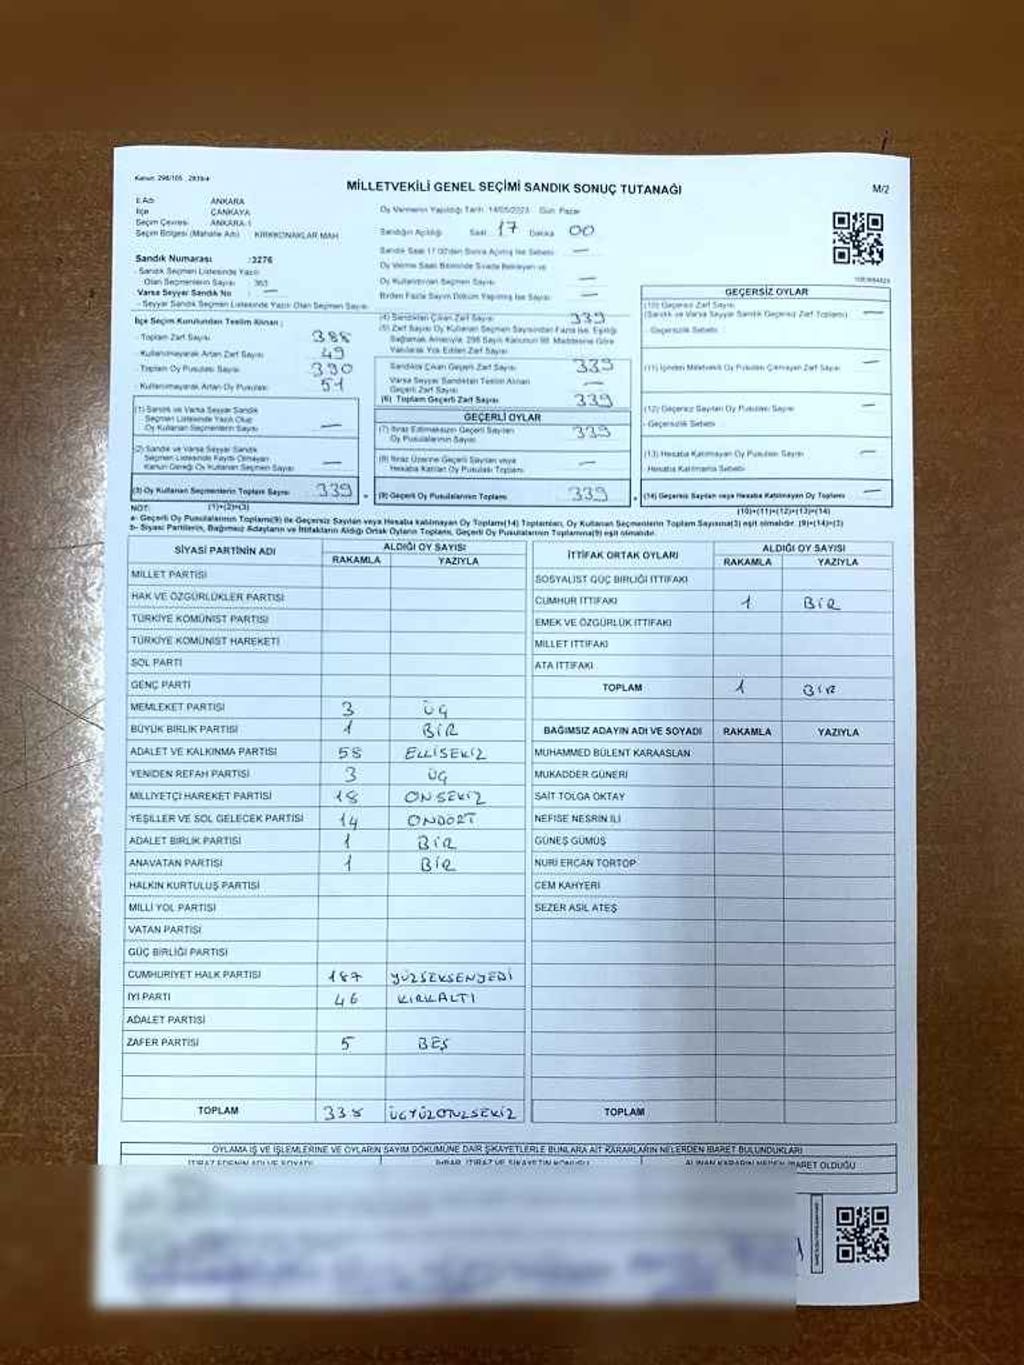 Kanun: 298/105 , 2839/4
MİLLETVEKİLİ GENEL SEÇİMİ SANDIK SONUÇ TUTANAĞI
M/2
İl Adı ANKARA
İlçe ÇANKAYA
Seçim Çevresi ANKARA-1
Seçim Bölgesi (Mahalle Adı) KIRKKONAKLAR MAH
Sandık Numarası :3276
- Sandık Seçmen Listesinde Yazılı
Olan Seçmenlerin Sayısı 363
Varsa Seyyar Sandık No : —
- Seyyar Sandık Seçmen Listesinde Yazılı Olan Seçmen Sayısı
Oy Vermenin Yapıldığı Tarih 14/05/2023 Gün Pazar
Sandığın Açıldığı Saat 17 Dakika 00
Sandık Saat 17.00'den Sonra Açılmış İse Sebebi —
Oy Verme Saati Bitiminde Sırada Bekleyen ve
Oy Kullandırılan Seçmen Sayısı —
Birden Fazla Sayım Döküm Yapılmış İse Sayısı —
İlçe Seçim Kurulundan Teslim Alınan ;
- Toplam Zarf Sayısı 388
- Kullanılmayarak Artan Zarf Sayısı 49
Toplam Oy Pusulası Sayısı 390
- Kullanılmayarak Artan Oy Pusulası 51
(1) Sandık ve Varsa Seyyar Sandık
Seçmen Listesinde Yazılı Olup
Oy Kullanan Seçmenlerin Sayısı —
(2) Sandık ve Varsa Seyyar Sandık
Seçmen Listesinde Kayıtlı Olmayan
Kanun Gereği Oy Kullanan Seçmen Sayısı —
(3) Oy Kullanan Seçmenlerin Toplam Sayısı 339
(1)+(2)=(3)
(4) Sandıktan Çıkan Zarf Sayısı 339
(5) Zarf Sayısı Oy Kullanan Seçmen Sayısından Fazla İse, Eşitliği
Sağlamak Amacıyla, 298 Sayılı Kanunun 98. Maddesine Göre
Yakılarak Yok Edilen Zarf Sayısı
Sandıktan Çıkan Geçerli Zarf Sayısı 339
Varsa Seyyar Sandıktan Teslim Alınan
Geçerli Zarf Sayısı —
(6) Toplam Geçerli Zarf Sayısı 339
GEÇERLİ OYLAR
(7) İtiraz Edilmeksizin Geçerli Sayılan
Oy Pusulalarının Sayısı 339
(8) İtiraz Üzerine Geçerli Sayılan veya
Hesaba Katılan Oy Pusulası Toplamı —
(9) Geçerli Oy Pusulalarının Toplamı 339
GEÇERSİZ OYLAR
(10) Geçersiz Zarf Sayısı
(Sandık ve Varsa Seyyar Sandık Geçersiz Zarf Toplamı) —
- Geçersizlik Sebebi
(11) İçinden Milletvekili Oy Pusulası Çıkmayan Zarf Sayısı —
(12) Geçersiz Sayılan Oy Pusulası Sayısı —
- Geçersizlik Sebebi
(13) Hesaba Katılmayan Oy Pusulası Sayısı —
Hesaba Katılmama Sebebi
(14) Geçersiz Sayılan veya Hesaba Katılmayan Oy Toplamı —
(10)+(11)+(12)+(13)=(14)
NOT:
a- Geçerli Oy Pusulalarının Toplamı(9) ile Geçersiz Sayılan veya Hesaba katılmayan Oy Toplamı(14) Toplamları, Oy Kullanan Seçmenlerin Toplam Sayısına(3) eşit olmalıdır. (9)+(14)=(3)
b- Siyasi Partilerin, Bağımsız Adayların ve İttifakların Aldığı Ortak Oyların Toplamı, Geçerli Oy Pusulalarının Toplamına(9) eşit olmalıdır.
SİYASİ PARTİNİN ADI ALDIĞI OY SAYISI
RAKAMLA YAZIYLA
MİLLET PARTİSİ
HAK VE ÖZGÜRLÜKLER PARTİSİ
TÜRKİYE KOMÜNİST PARTİSİ
TÜRKİYE KOMÜNİST HAREKETİ
SOL PARTİ
GENÇ PARTİ
MEMLEKET PARTİSİ 3 ÜÇ
BÜYÜK BİRLİK PARTİSİ 1 BİR
ADALET VE KALKINMA PARTİSİ 58 ELLİSEKİZ
YENİDEN REFAH PARTİSİ 3 ÜÇ
MİLLİYETÇİ HAREKET PARTİSİ 18 ONSEKİZ
YEŞİLLER VE SOL GELECEK PARTİSİ 14 ONDÖRT
ADALET BİRLİK PARTİSİ 1 BİR
ANAVATAN PARTİSİ 1 BİR
HALKIN KURTULUŞ PARTİSİ
MİLLİ YOL PARTİSİ
VATAN PARTİSİ
GÜÇ BİRLİĞİ PARTİSİ
CUMHURİYET HALK PARTİSİ 187 YÜZSEKSENYEDİ
İYİ PARTİ 46 KIRKALTI
ADALET PARTİSİ
ZAFER PARTİSİ 5 BEŞ
TOPLAM 338 ÜÇYÜZONZSEKİZ
İTTİFAK ORTAK OYLARI ALDIĞI OY SAYISI
RAKAMLA YAZIYLA
SOSYALİST GÜÇ BİRLİĞİ İTTİFAKI
CUMHUR İTTİFAKI 1 BİR
EMEK VE ÖZGÜRLÜK İTTİFAKI
MİLLET İTTİFAKI
ATA İTTİFAKI
TOPLAM 1 BİR
BAĞIMSIZ ADAYIN ADI VE SOYADI RAKAMLA YAZIYLA
MUHAMMED BÜLENT KARAASLAN
MUKADDER GÜNERİ
SAİT TOLGA OKTAY
NEFİSE NESRİN İLİ
GÜNEŞ GÜMÜŞ
NURİ ERCAN TORTOP
CEM KAHYERİ
SEZER ASIL ATEŞ
TOPLAM
OYLAMA İŞ VE İŞLEMLERİNE VE OYLARIN SAYIM DÖKÜMÜNE DAİR ŞİKAYETLERLE BUNLARA AİT KARARLARIN NELERDEN İBARET BULUNDUKLARI
İTİRAZ EDENİN ADI VE SOYADI İHBAR, İTİRAZ VE ŞİKAYETİN KONUSU ALINAN KARARIN NEDEN İBARET OLDUĞU